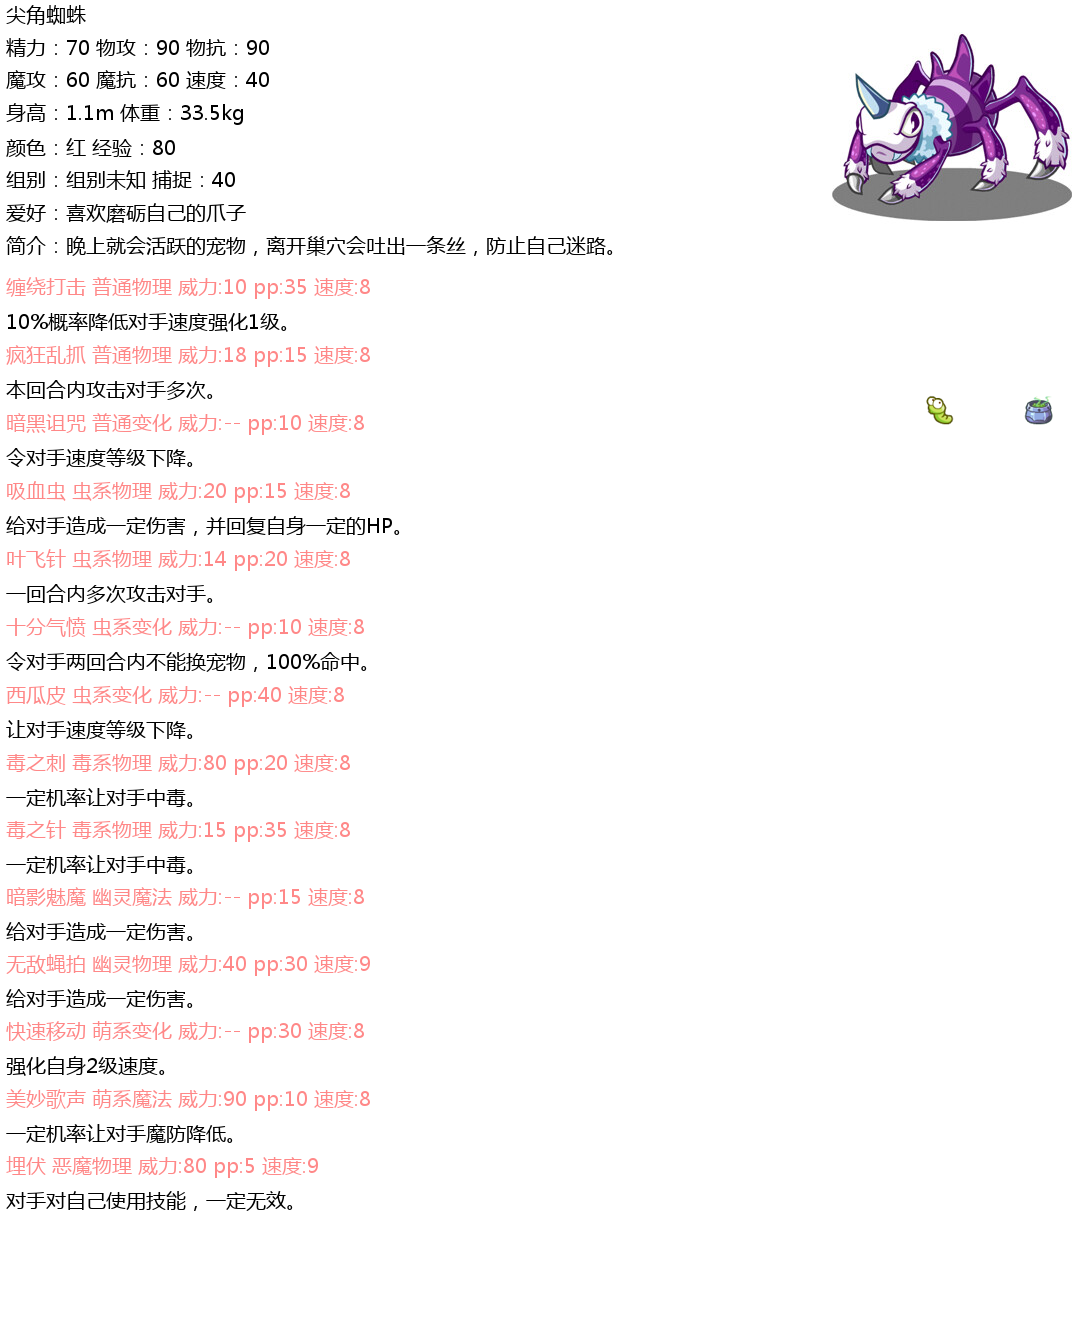 尖角蜘蛛
精力：70 物攻：90 物抗：90
魔攻：60 魔抗：60 速度：40
身高：1.1m 体重：33.5kg
颜色：红 经验：80
组别：组别未知 捕捉：40
爱好：喜欢磨砺自己的爪子
简介：晚上就会活跃的宠物，离开巢穴会吐出一条丝，防止自己迷路。
缠绕打击 普通物理 威力:10 pp:35 速度:8
10%概率降低对手速度强化1级。
疯狂乱抓 普通物理 威力:18 pp:15 速度:8
本回合内攻击对手多次。
暗黑诅咒 普通变化 威力:-- pp:10 速度:8
令对手速度等级下降。
吸血虫 虫系物理 威力:20 pp:15 速度:8
给对手造成一定伤害，并回复自身一定的HP。
叶飞针 虫系物理 威力:14 pp:20 速度:8
一回合内多次攻击对手。
十分气愤 虫系变化 威力:-- pp:10 速度:8
令对手两回合内不能换宠物，100%命中。
西瓜皮 虫系变化 威力:-- pp:40 速度:8
让对手速度等级下降。
毒之刺 毒系物理 威力:80 pp:20 速度:8
一定机率让对手中毒。
毒之针 毒系物理 威力:15 pp:35 速度:8
一定机率让对手中毒。
暗影魅魔 幽灵魔法 威力:-- pp:15 速度:8
给对手造成一定伤害。
无敌蝇拍 幽灵物理 威力:40 pp:30 速度:9
给对手造成一定伤害。
快速移动 萌系变化 威力:-- pp:30 速度:8
强化自身2级速度。
美妙歌声 萌系魔法 威力:90 pp:10 速度:8
一定机率让对手魔防降低。
埋伏 恶魔物理 威力:80 pp:5 速度:9
对手对自己使用技能，一定无效。